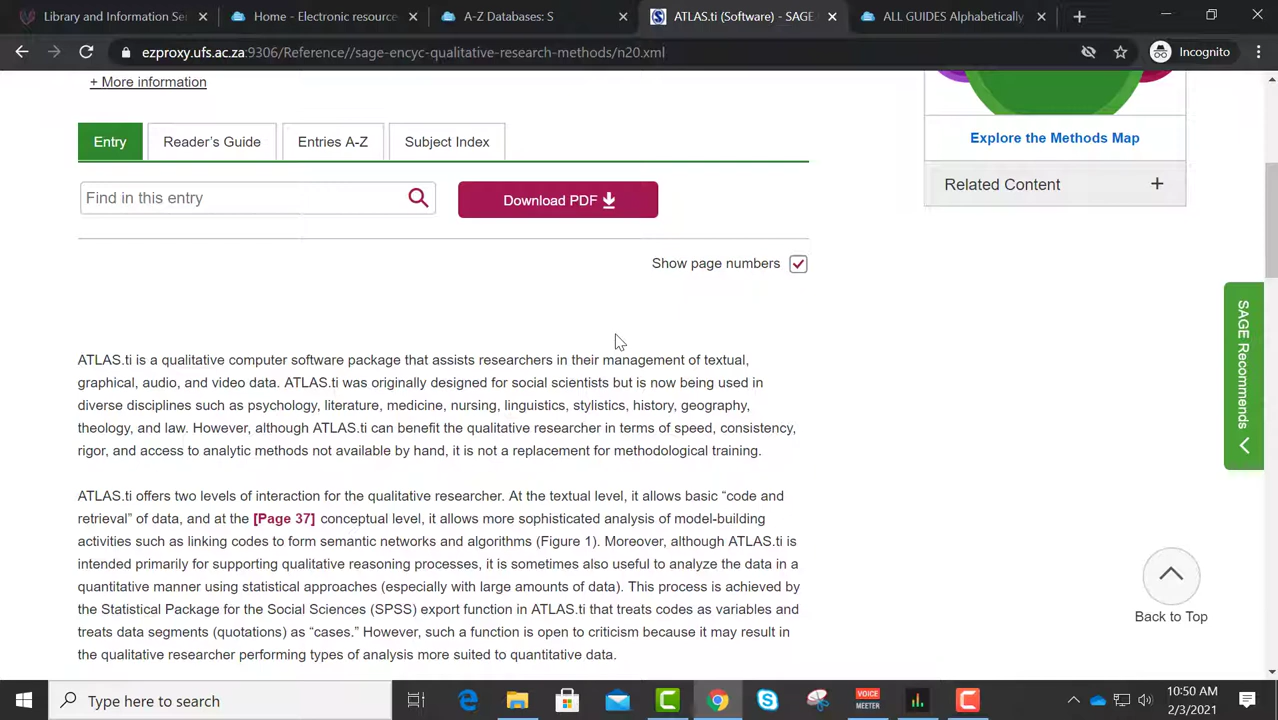 Library and Information Se
Home - Electronic resource
A-Z Databases: S
ATLAS.ti (Software) - SAGE
ALL GUIDES Alphabetically
ezproxy.ufs.ac.za:9306/Reference//sage-encyc-qualitative-research-methods/n20.xml
Incognito
+ More information
Entry
Reader's Guide
Entries A-Z
Subject Index
Explore the Methods Map
Related Content
Find in this entry
Download PDF
Show page numbers
SAGE Recommends
ATLAS.ti is a qualitative computer software package that assists researchers in their management of textual,
graphical, audio, and video data. ATLAS.ti was originally designed for social scientists but is now being used in
diverse disciplines such as psychology, literature, medicine, nursing, linguistics, stylistics, history, geography,
theology, and law. However, although ATLAS.ti can benefit the qualitative researcher in terms of speed, consistency,
rigor, and access to analytic methods not available by hand, it is not a replacement for methodological training.
ATLAS.ti offers two levels of interaction for the qualitative researcher. At the textual level, it allows basic “code and
retrieval” of data, and at the [Page 37] conceptual level, it allows more sophisticated analysis of model-building
activities such as linking codes to form semantic networks and algorithms (Figure 1). Moreover, although ATLAS.ti is
intended primarily for supporting qualitative reasoning processes, it is sometimes also useful to analyze the data in a
quantitative manner using statistical approaches (especially with large amounts of data). This process is achieved by
the Statistical Package for the Social Sciences (SPSS) export function in ATLAS.ti that treats codes as variables and
treats data segments (quotations) as “cases.” However, such a function is open to criticism because it may result in
the qualitative researcher performing types of analysis more suited to quantitative data.
Back to Top
Type here to search
VOICE
MEETER
10:50 AM
2/3/2021